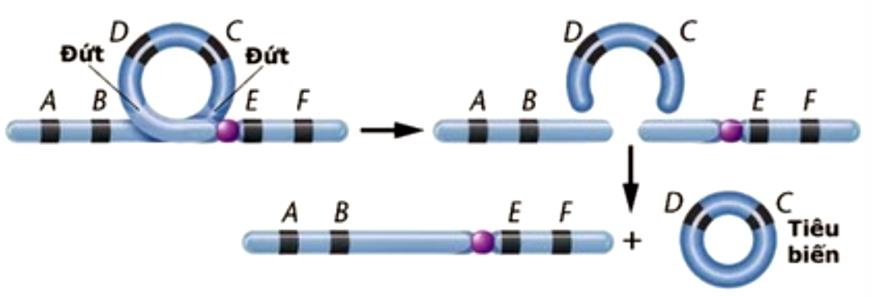 D C
Đứt Đứt
A B E F
D C
A B E F
A B E F + D C
Tiêu
biến